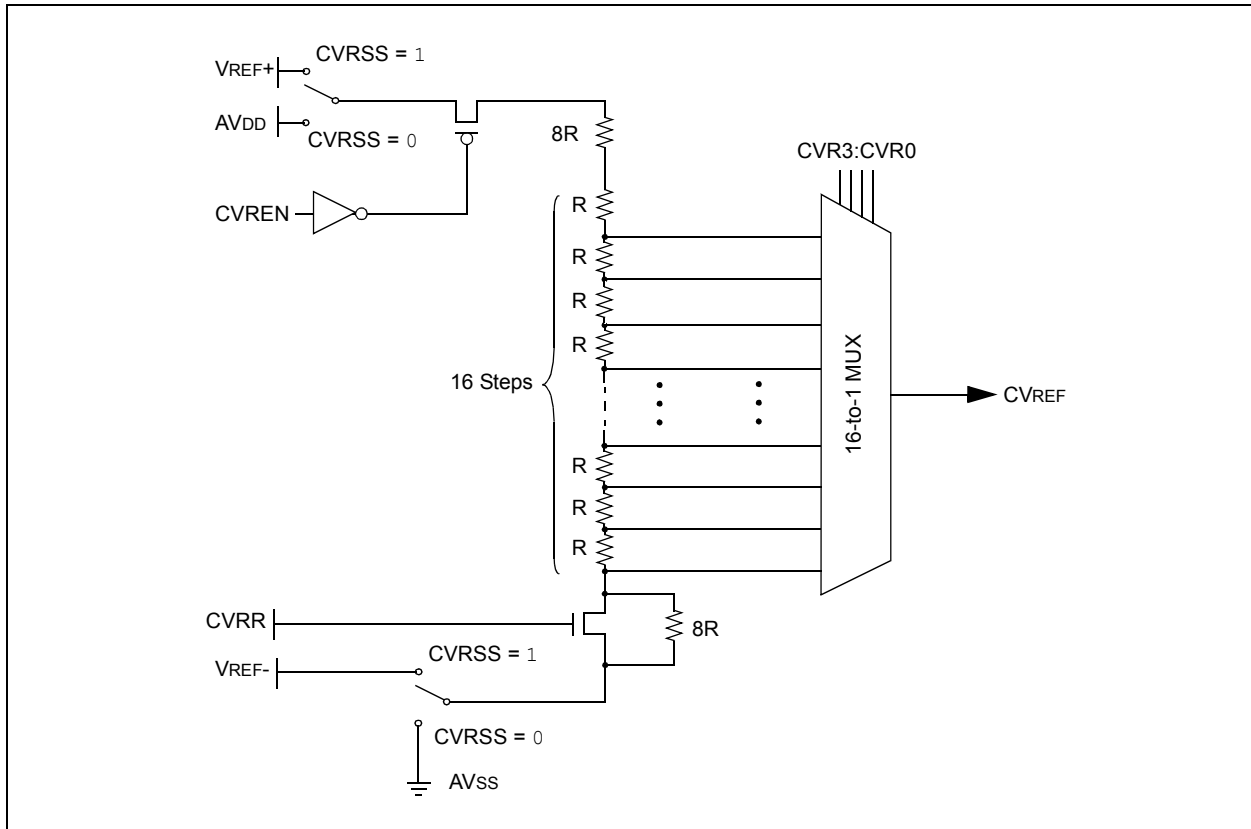 CVRSS = 1
VREF+
AVDD
CVRSS = 0
8R
CVR3:CVR0
CVREN
R
R
R
R
16 Steps
16-to-1 MUX
CVREF
R
R
R
CVRR
8R
CVRSS = 1
VREF-
CVRSS = 0
AVSS